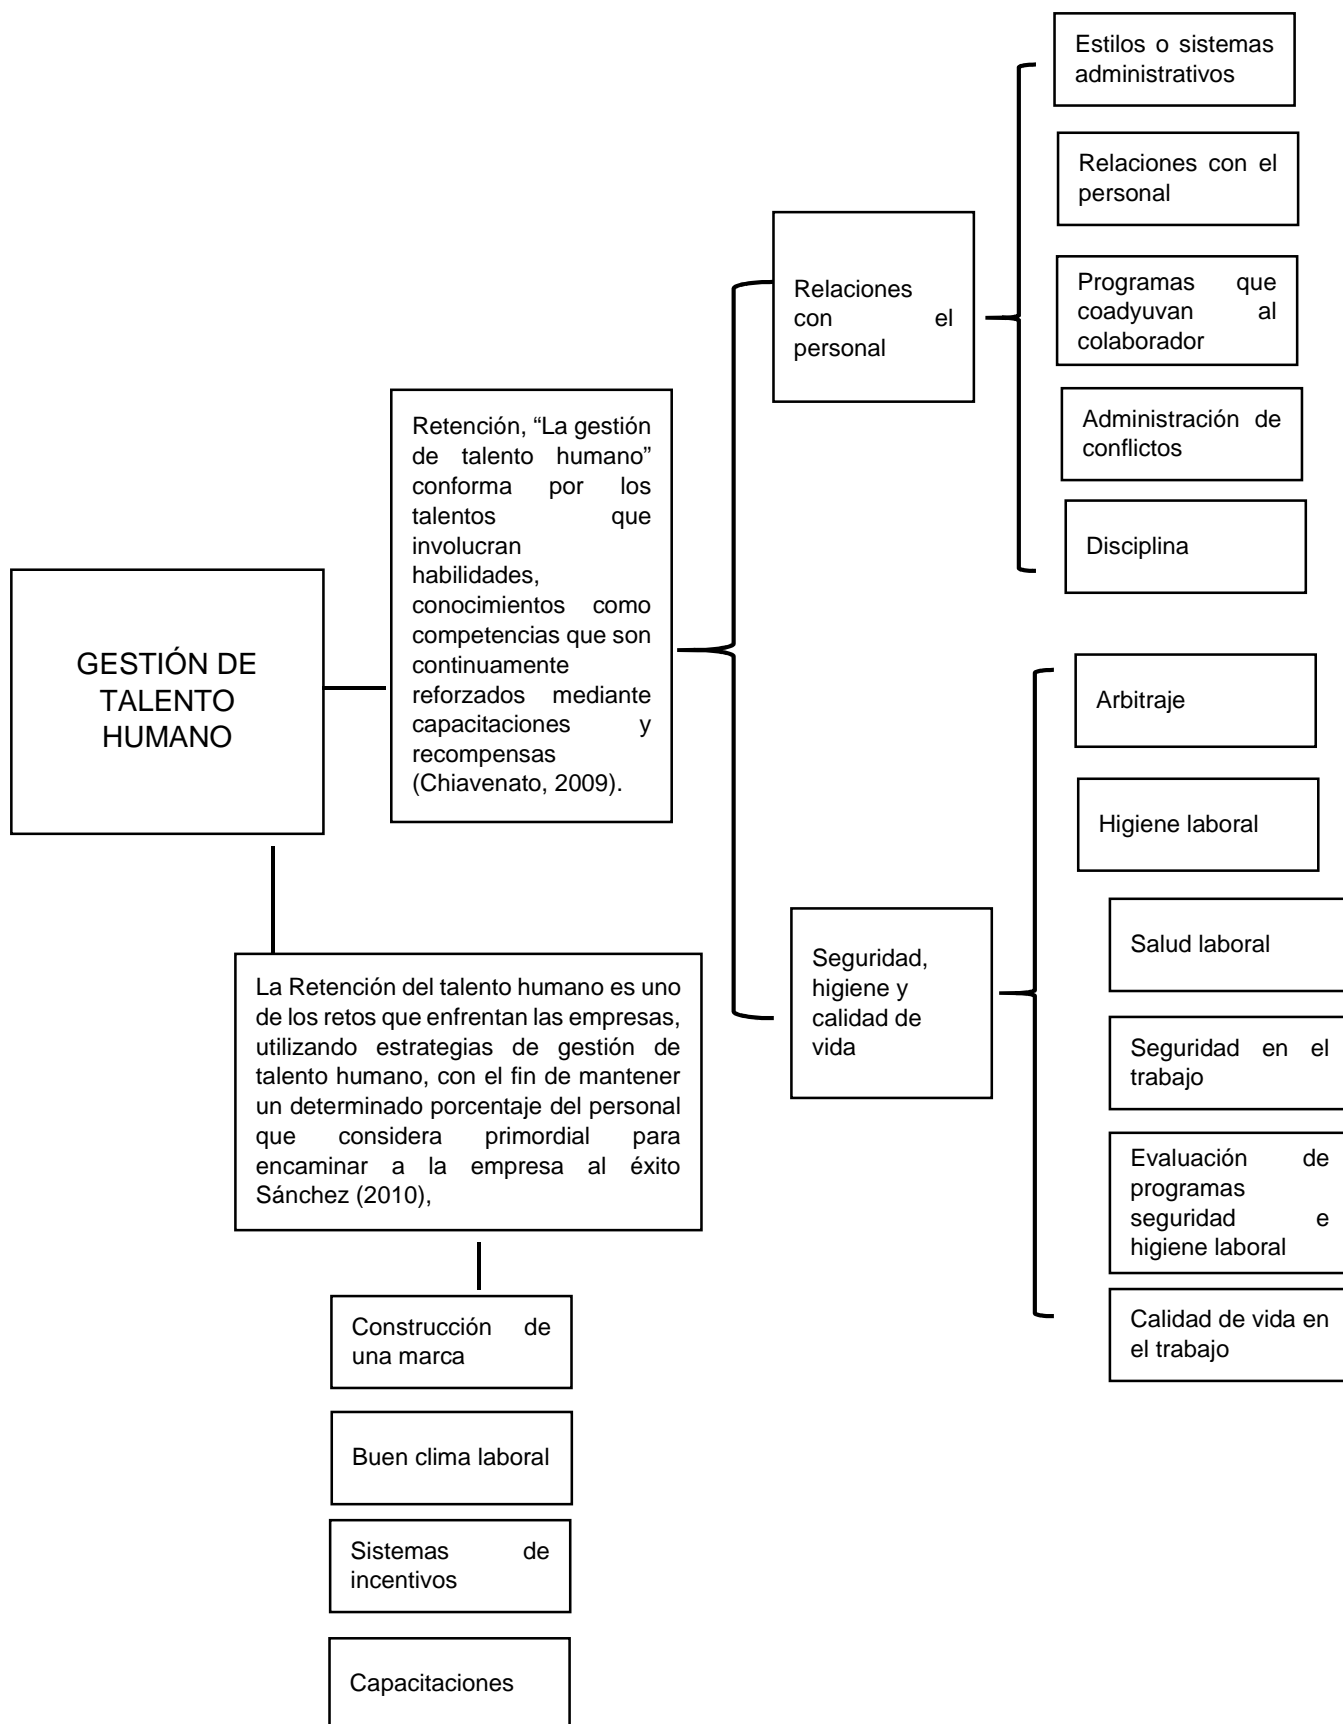 GESTIÓN DE
TALENTO
HUMANO
Retención, “La gestión
de talento humano”
conforma por los
talentos que
involucran
habilidades,
conocimientos como
competencias que son
continuamente
reforzados mediante
capacitaciones y
recompensas
(Chiavenato, 2009).
Relaciones
con el
personal
Estilos o sistemas
administrativos
Relaciones con el
personal
Programas que
coadyuvan al
colaborador
Administración de
conflictos
Disciplina
Seguridad,
higiene y
calidad de
vida
Arbitraje
Higiene laboral
Salud laboral
Seguridad en el
trabajo
Evaluación de
programas
seguridad e
higiene laboral
Calidad de vida en
el trabajo
La Retención del talento humano es uno
de los retos que enfrentan las empresas,
utilizando estrategias de gestión de
talento humano, con el fin de mantener
un determinado porcentaje del personal
que considera primordial para
encaminar a la empresa al éxito
Sánchez (2010),
Construcción de
una marca
Buen clima laboral
Sistemas de
incentivos
Capacitaciones